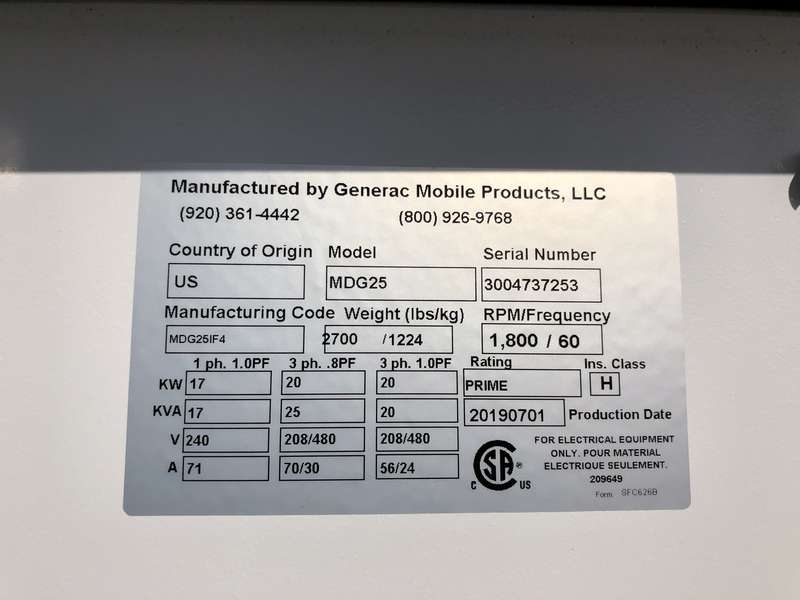 Manufactured by Generac Mobile Products, LLC
(920) 361-4442 (800) 926-9768
Country of Origin Model Serial Number
US MDG25 3004737253
Manufacturing Code Weight (lbs/kg) RPM/Frequency
MDG25IF4 2700 /1224 1,800 / 60
1 ph. 1.0PF 3 ph. .8PF 3 ph. 1.0PF Rating Ins. Class
KW 17 20 20 PRIME H
KVA 17 25 20 20190701 Production Date
V 240 208/480 208/480
A 71 70/30 56/24
C SA ® US
FOR ELECTRICAL EQUIPMENT
ONLY. POUR MATERIAL
ELECTRIQUE SEULEMENT.
209649
Form: SFC626B